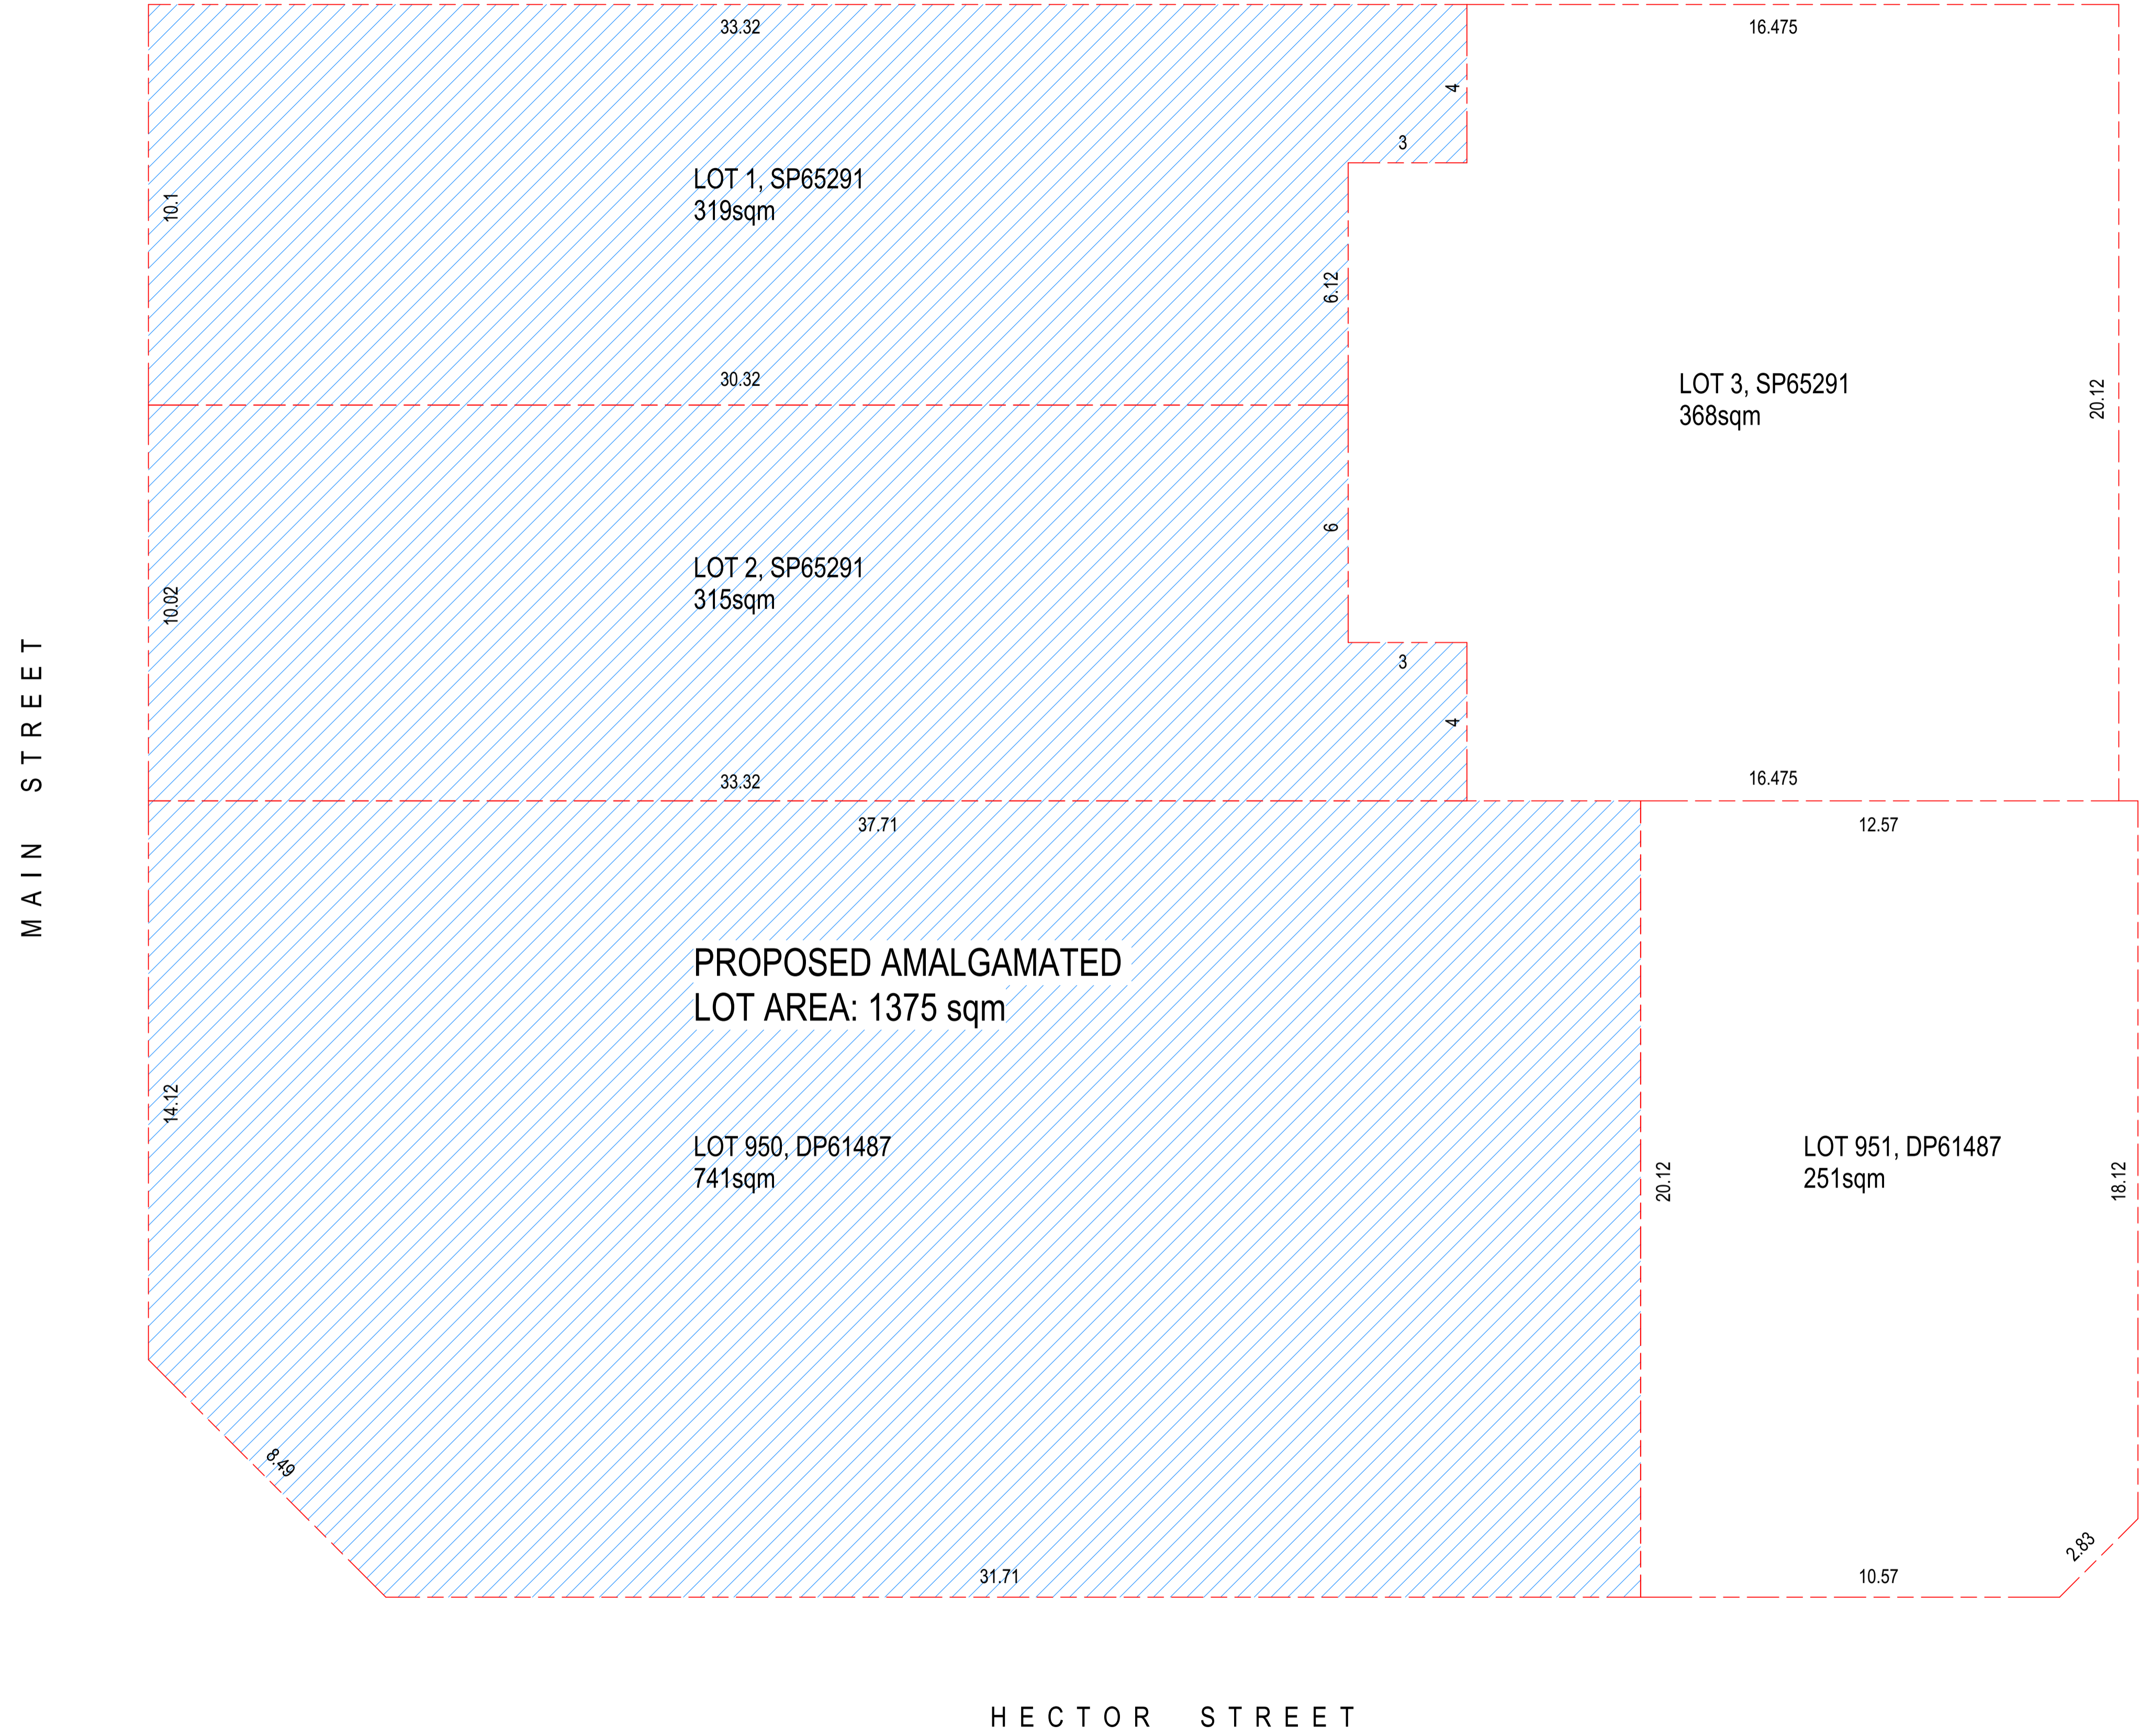 33.32
16.475
4
3
LOT 1, SP65291
319sqm
10.1
6.12
30.32
LOT 3, SP65291
368sqm
20.12
6
LOT 2, SP65291
315sqm
10.02
3
4
33.32
16.475
MAIN STREET
37.71
12.57
PROPOSED AMALGAMATED
LOT AREA: 1375 sqm
14.12
LOT 950, DP61487
741sqm
20.12
LOT 951, DP61487
251sqm
18.12
8.49
31.71
10.57
2.83
HECTOR STREET